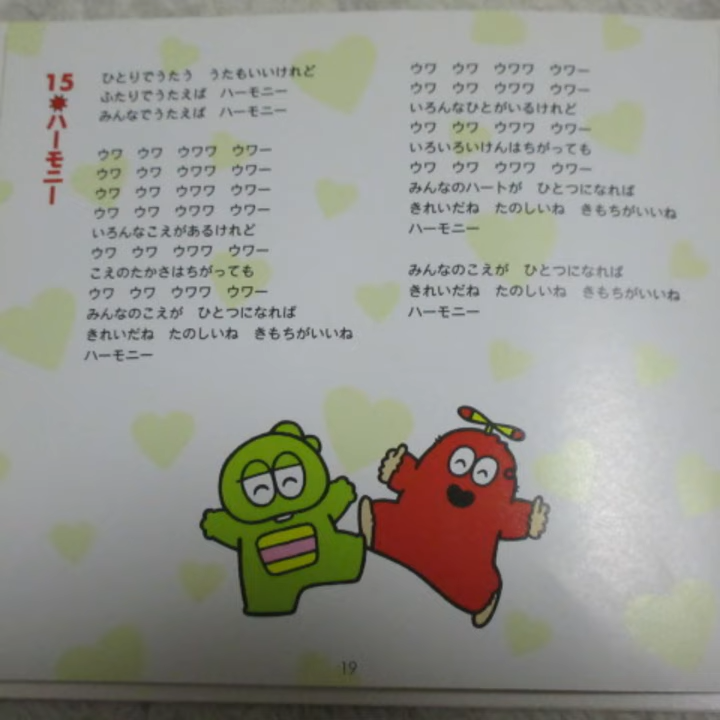 15 ハーモニー
ひとりでうたう　うたもいいけれど
ふたりでうたえば　ハーモニー
みんなでうたえば　ハーモニー
ウワ　ウワ　ウワワ　ウワー
ウワ　ウワ　ウワワ　ウワー
ウワ　ウワ　ウワワ　ウワー
ウワ　ウワ　ウワワ　ウワー
いろんなこえがあるけれど
ウワ　ウワ　ウワワ　ウワー
こえのたかさはちがっても
ウワ　ウワ　ウワワ　ウワー
みんなのこえが　ひとつになれば
きれいだね　たのしいね　きもちがいいね
ハーモニー
ウワ　ウワ　ウワワ　ウワー
ウワ　ウワ　ウワワ　ウワー
いろんなひとがいるけれど
ウワ　ウワ　ウワワ　ウワー
いろいろいけんはちがっても
ウワ　ウワ　ウワワ　ウワー
みんなのハートが　ひとつになれば
きれいだね　たのしいね　きもちがいいね
ハーモニー
みんなのこえが　ひとつになれば
きれいだね　たのしいね　きもちがいいね
ハーモニー
19